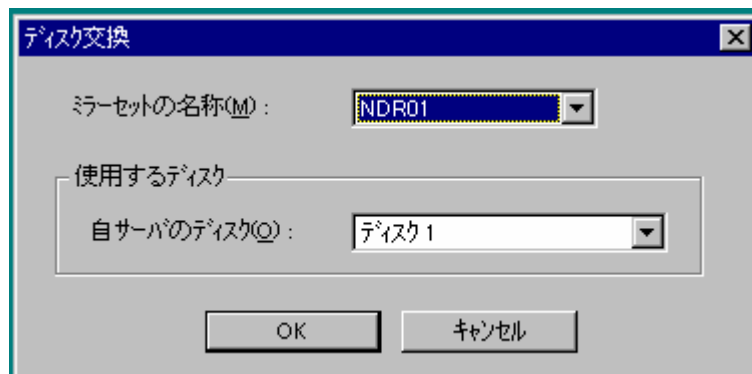 ディスク交換
ミラーセットの名称(M) : NDR01
使用するディスク
自サーバのディスク(O) : ディスク 1
OK キャンセル